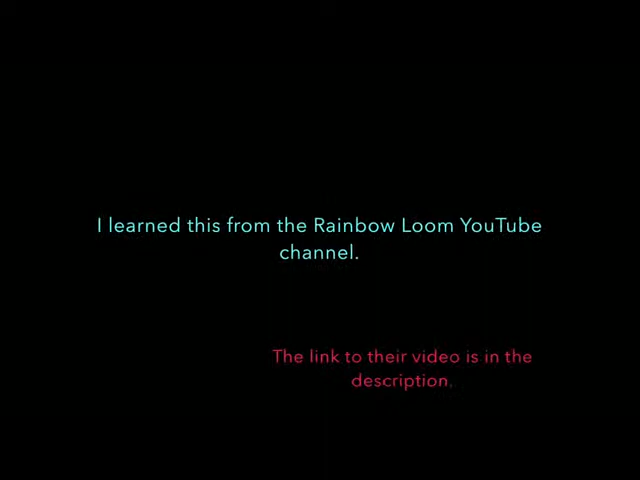 I learned this from the Rainbow Loom YouTube
channel.
The link to their video is in the
description.